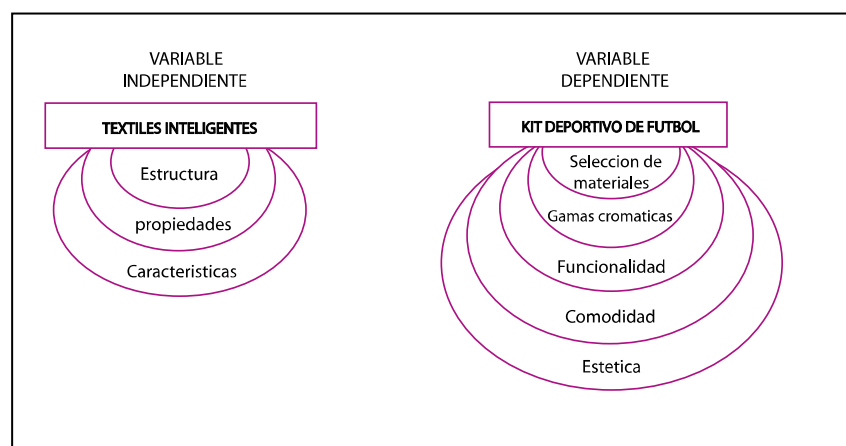 VARIABLE
INDEPENDIENTE
TEXTILES INTELIGENTES
Estructura
propiedades
Caracteristicas
VARIABLE
DEPENDIENTE
KIT DEPORTIVO DE FUTBOL
Seleccion de
materiales
Gamas cromaticas
Funcionalidad
Comodidad
Estetica